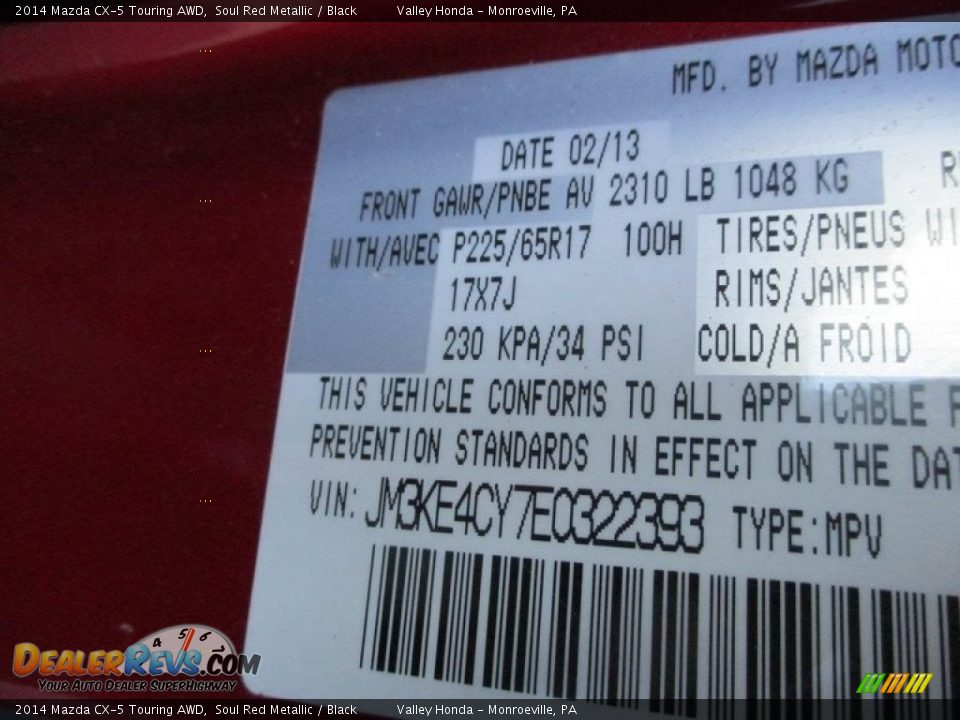 2014 Mazda CX-5 Touring AWD, Soul Red Metallic / Black Valley Honda - Monroeville, PA
MFD. BY MAZDA
DATE 02/13
FRONT GAWR/PNBE AV 2310 LB 1048 KG
WITH/AVEC P225/65R17 100H TIRES/PNEUS
17X7J RIMS/JANTES
230 KPA/34 PSI COLD/A FROID
THIS VEHICLE CONFORMS TO ALL APPLICABLE
PREVENTION STANDARDS IN EFFECT ON THE
VIN: JM3KE4CY7E0322393 TYPE:MPV
4 5 6
DEALERREVS.COM
YOUR AUTO DEALER SUPERHIGHWAY
2014 Mazda CX-5 Touring AWD, Soul Red Metallic / Black Valley Honda - Monroeville, PA